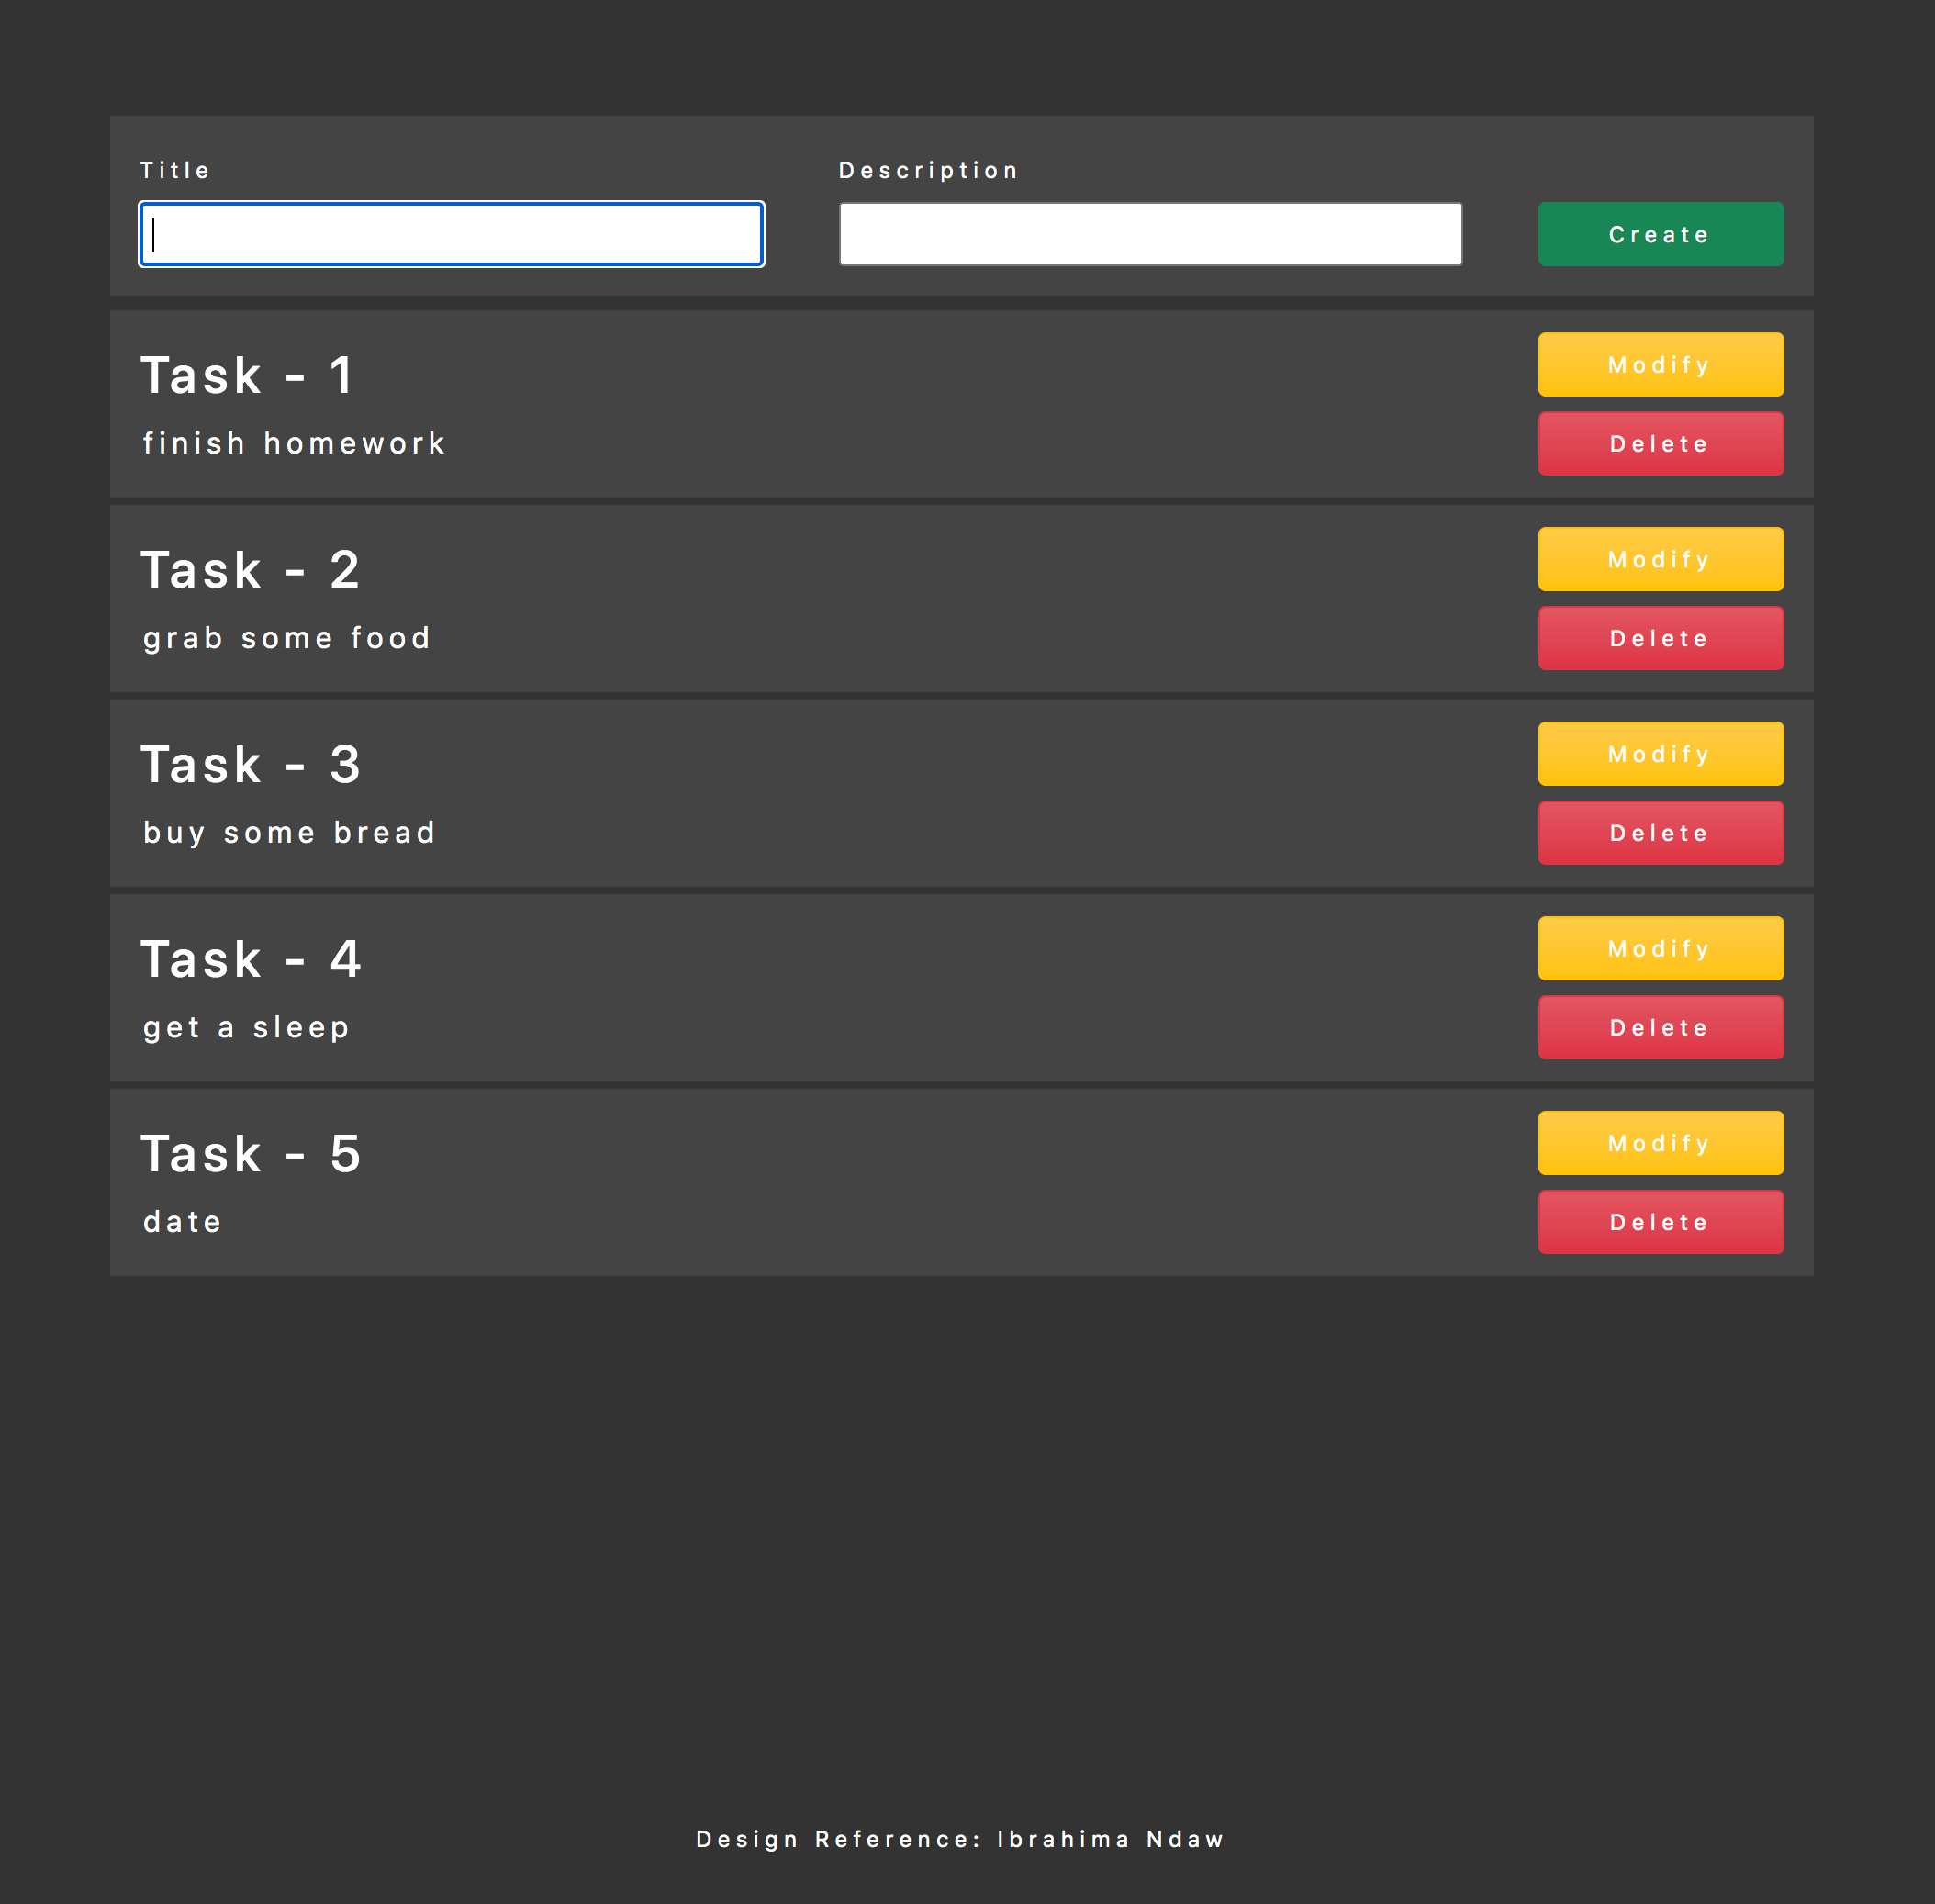 Title
Description
Create
Task - 1
finish homework
Modify
Delete
Task - 2
grab some food
Modify
Delete
Task - 3
buy some bread
Modify
Delete
Task - 4
get a sleep
Modify
Delete
Task - 5
date
Modify
Delete
Design Reference: Ibrahima Ndaw